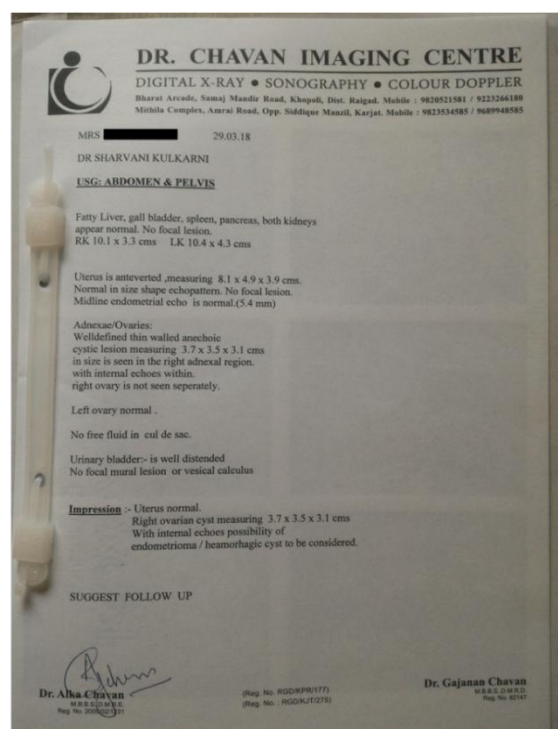 DR. CHAVAN IMAGING CENTRE
DIGITAL X-RAY ● SONOGRAPHY ● COLOUR DOPPLER
Bharat Arcade, Samaj Mandir Road, Khopoli, Dist. Raigad. Mobile : 9820521581 / 9223266180
Mithila Complex, Amrai Road, Opp. Siddique Manzil, Karjat. Mobile : 9823534585 / 9689948585
MRS 29.03.18
DR SHARVANI KULKARNI
USG: ABDOMEN & PELVIS
Fatty Liver, gall bladder, spleen, pancreas, both kidneys
appear normal. No focal lesion.
RK 10.1 x 3.3 cms LK 10.4 x 4.3 cms
Uterus is anteverted ,measuring 8.1 x 4.9 x 3.9 cms.
Normal in size shape echopattern. No focal lesion.
Midline endometrial echo is normal.(5.4 mm)
Adnexae/Ovaries:
Welldefined thin walled anechoic
cystic lesion measuring 3.7 x 3.5 x 3.1 cms
in size is seen in the right adnexal region.
with internal echoes within.
right ovary is not seen seperately.
Left ovary normal .
No free fluid in cul de sac.
Urinary bladder:- is well distended
No focal mural lesion or vesical calculus
Impression :- Uterus normal.
Right ovarian cyst measuring 3.7 x 3.5 x 3.1 cms
With internal echoes possibility of
endometrioma / heamorhagic cyst to be considered.
SUGGEST FOLLOW UP
Dr. Alka Chavan
M.B.B.S.,D.M.R.E.
Reg. No.
(Reg. No. RGD/KPR/177)
(Reg. No. : RGD/KJT/275)
Dr. Gajanan Chavan
M.B.B.S.,D.M.R.D.
Reg. No. 62147